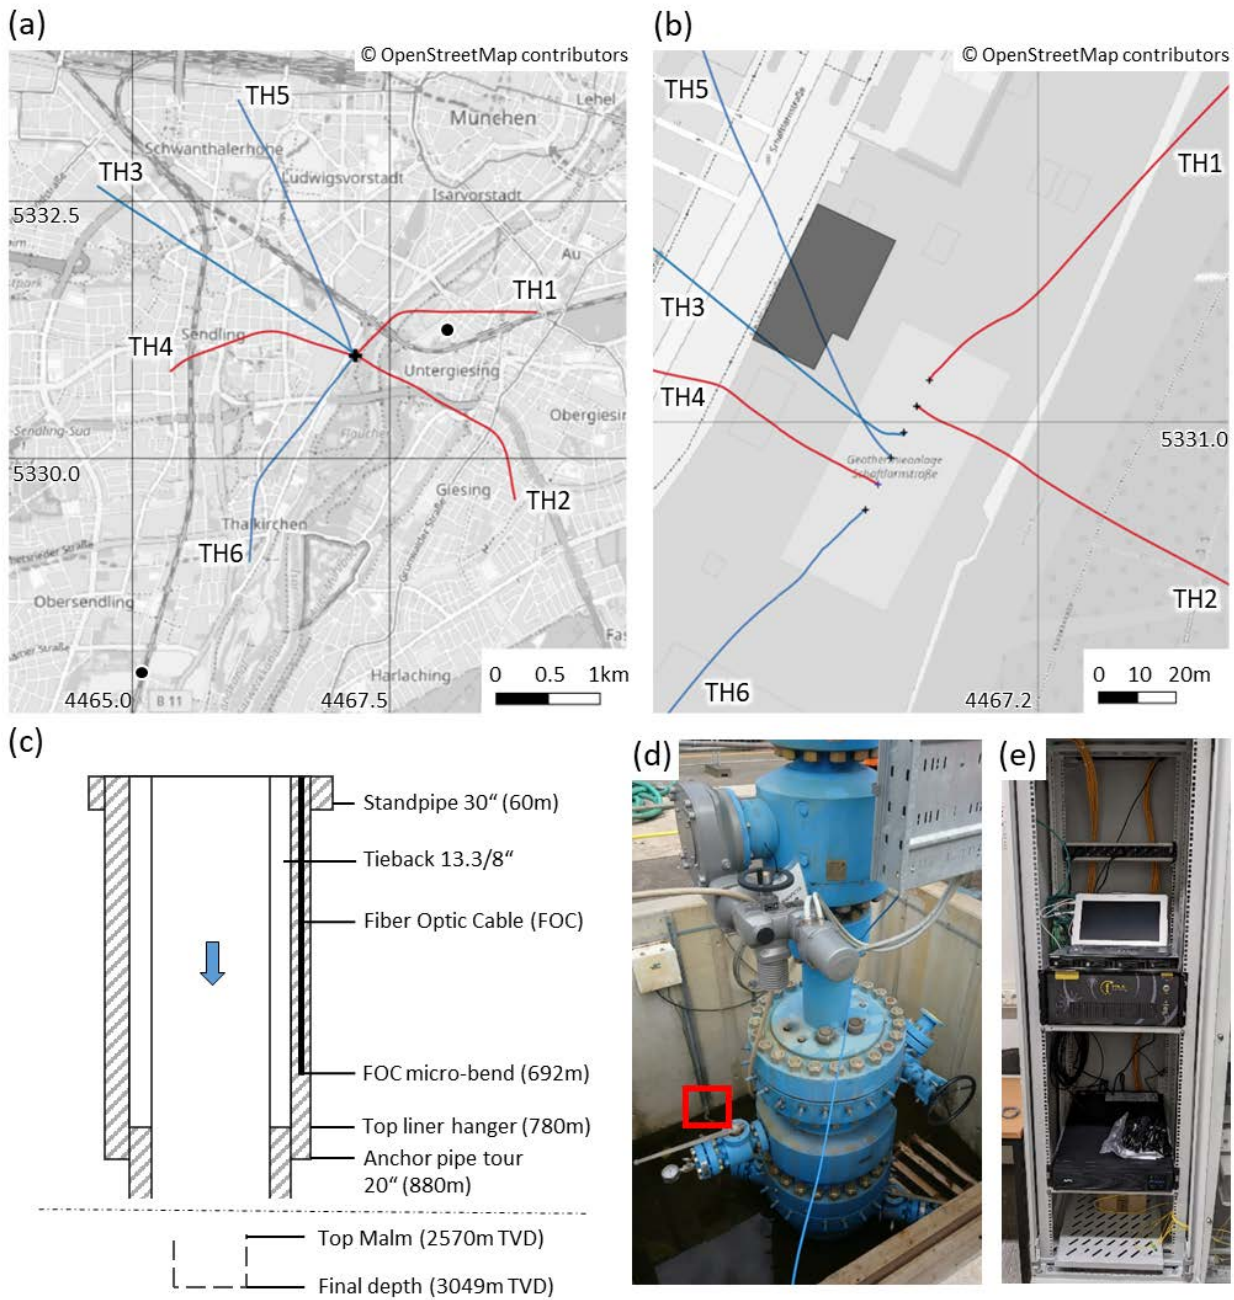 (a)
© OpenStreetMap contributors
TH5
Lehel
München
Schwanthalerhöhe
TH3
Ludwigsvorstadt
Isarvorstadt
5332.5
Au
TH1
Sendling
TH4
Untergiesing
Obergiesin
Sendling-Süd
Flaucher
5330.0
Giesing
TH2
Thalkirchen
TH6
Obersendling
Harlaching
Fas
0 0.5 1km
4465.0
B 11
4467.5
(b)
© OpenStreetMap contributors
TH5
Schäftlarnstraße
TH1
TH3
TH4
5331.0
Geothermieanlage
Schäftlarnstraße
TH2
TH6
0 10 20m
4467.2
(c)
Standpipe 30“ (60m)
Tieback 13.3/8“
Fiber Optic Cable (FOC)
FOC micro-bend (692m)
Top liner hanger (780m)
Anchor pipe tour
20“ (880m)
Top Malm (2570m TVD)
Final depth (3049m TVD)
(d)
(e)